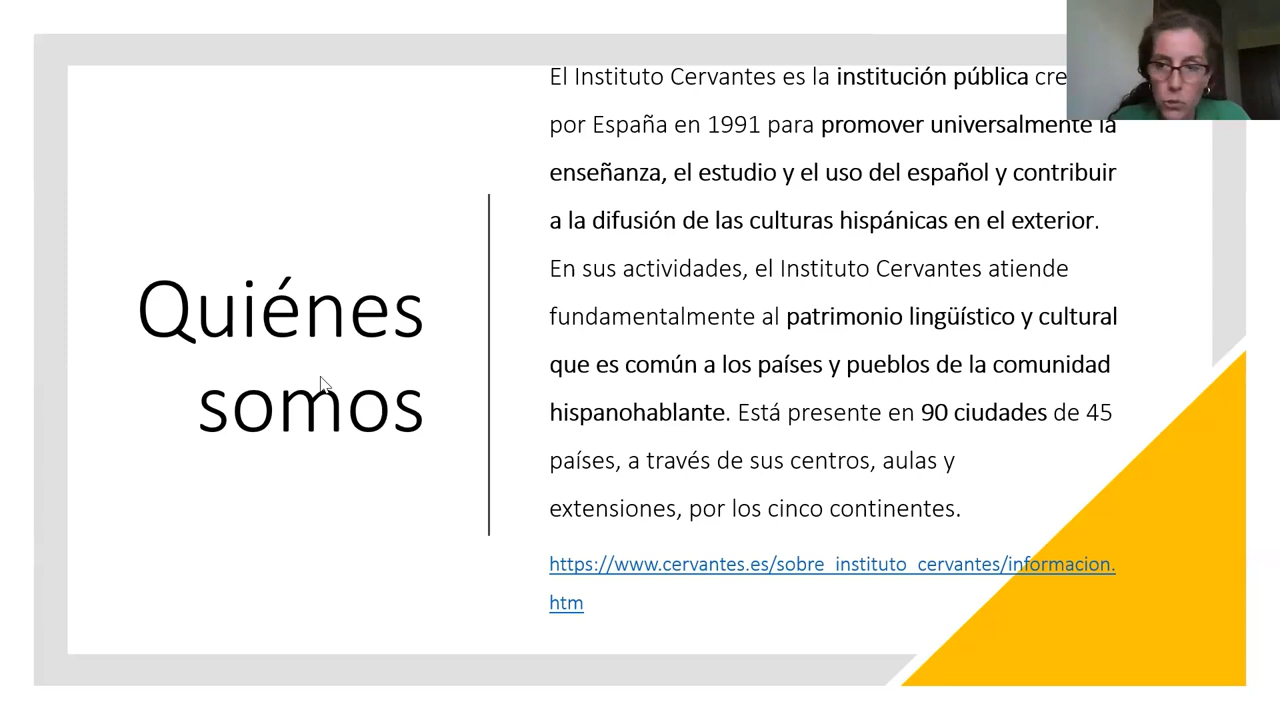 Quiénes
somos
El Instituto Cervantes es la institución pública
por España en 1991 para promover universalmente la
enseñanza, el estudio y el uso del español y contribuir
a la difusión de las culturas hispánicas en el exterior.
En sus actividades, el Instituto Cervantes atiende
fundamentalmente al patrimonio lingüístico y cultural
que es común a los países y pueblos de la comunidad
hispanohablante. Está presente en 90 ciudades de 45
países, a través de sus centros, aulas y
extensiones, por los cinco continentes.
https://www.cervantes.es/sobre_instituto_cervantes/informacion.
htm